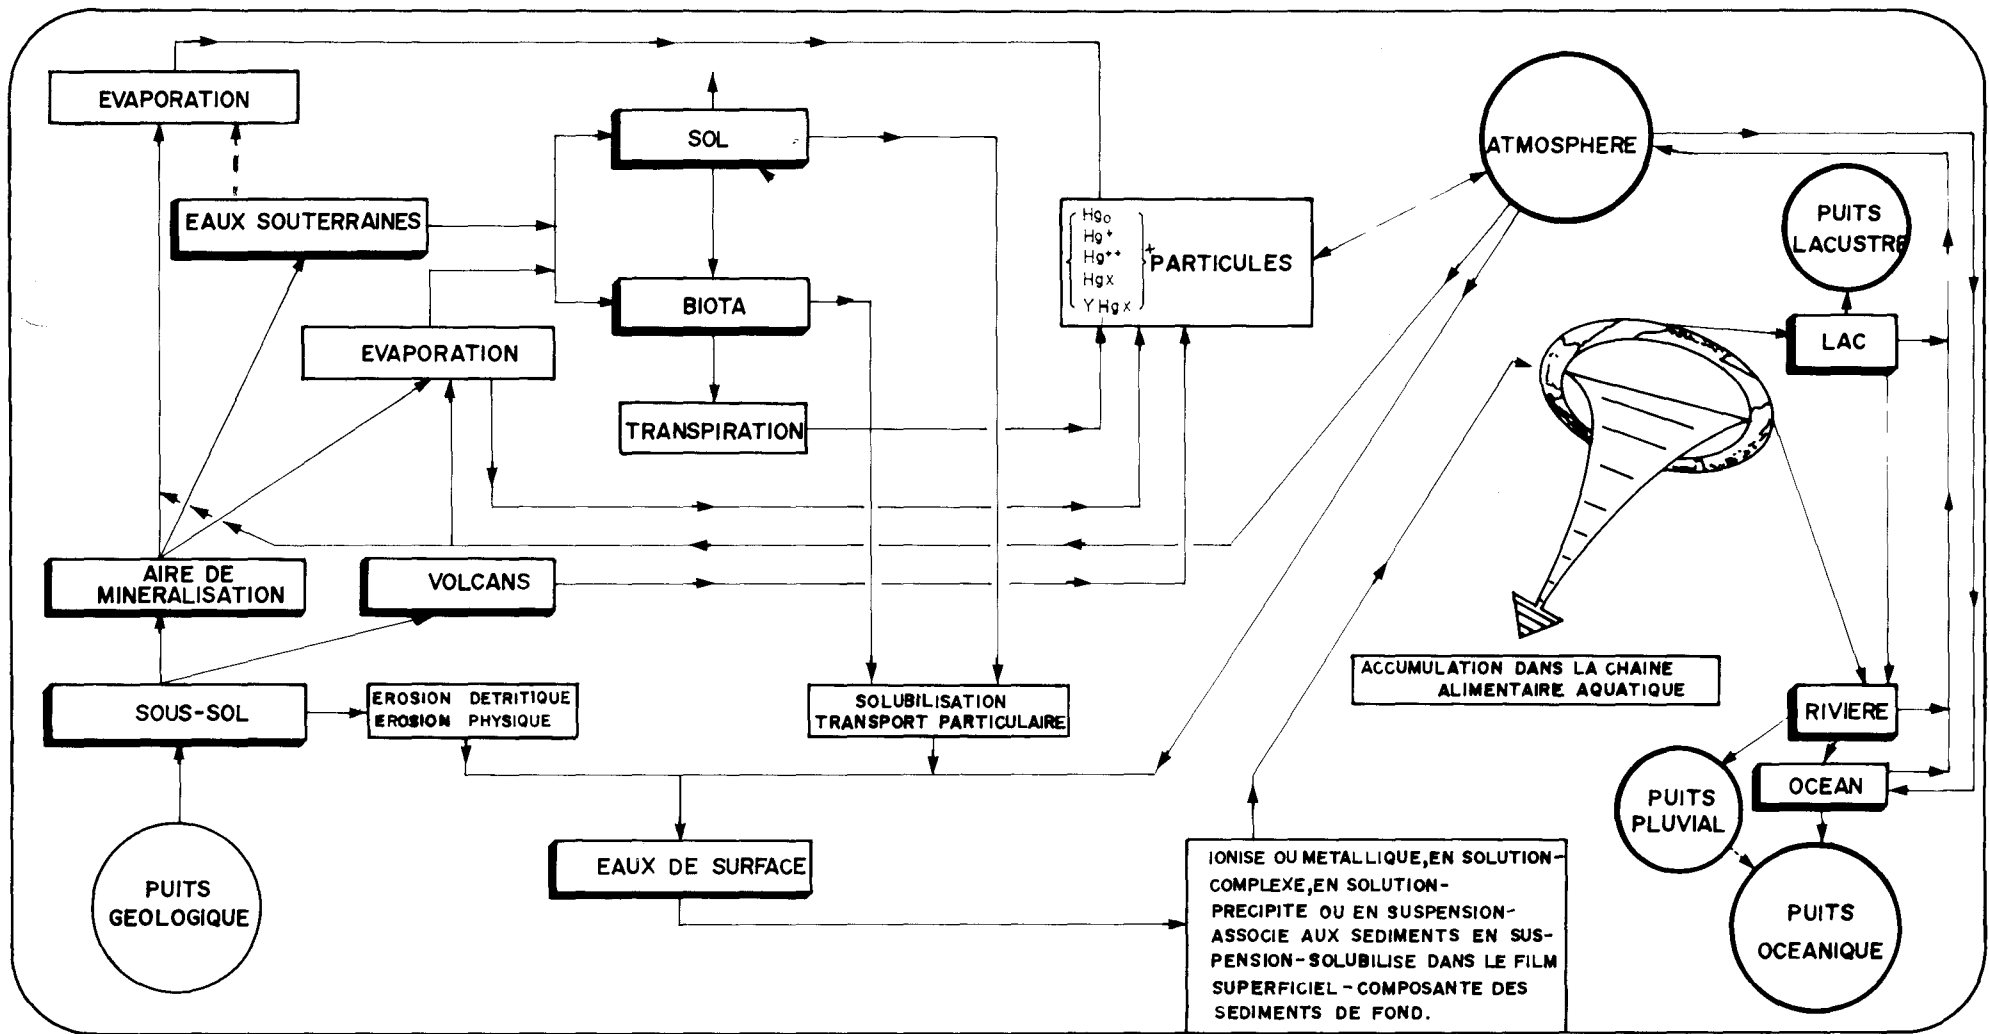 EVAPORATION
SOL
ATMOSPHERE
EAUX SOUTERRAINES
PUITS
LACUSTRE
Hg0
Hg+
Hg++
HgX
Y Hg X
+
PARTICULES
BIOTA
EVAPORATION
LAC
TRANSPIRATION
AIRE DE
MINERALISATION
VOLCANS
ACCUMULATION DANS LA CHAINE
ALIMENTAIRE AQUATIQUE
SOUS-SOL
EROSION DETRITIQUE
EROSION PHYSIQUE
SOLUBILISATION
TRANSPORT PARTICULAIRE
RIVIERE
OCEAN
PUITS
PLUVIAL
EAUX DE SURFACE
PUITS
GEOLOGIQUE
IONISE OU METALLIQUE, EN SOLUTION-
COMPLEXE, EN SOLUTION-
PRECIPITE OU EN SUSPENSION-
ASSOCIE AUX SEDIMENTS EN SUS-
PENSION-SOLUBILISE DANS LE FILM
SUPERFICIEL-COMPOSANTE DES
SEDIMENTS DE FOND.
PUITS
OCEANIQUE